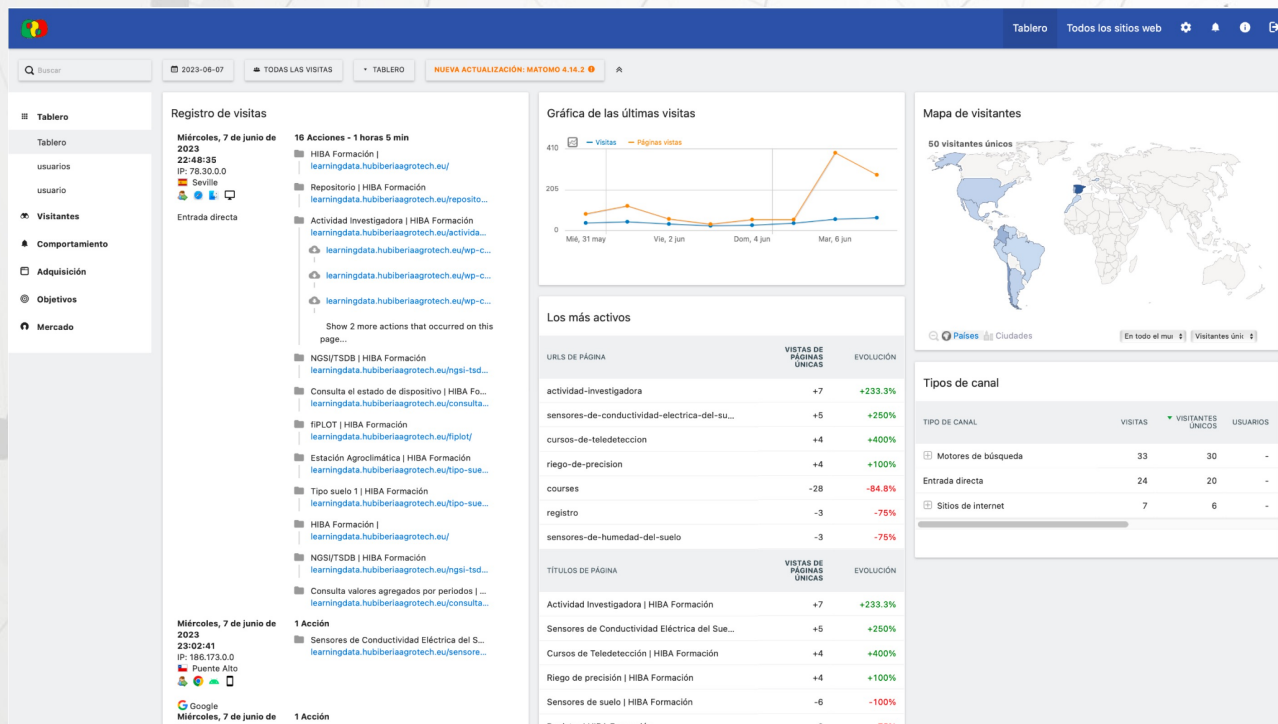 Tablero
Todos los sitios web
Buscar
2023-06-07
TODAS LAS VISITAS
TABLERO
NUEVA ACTUALIZACIÓN: MATOMO 4.14.2
Tablero
Tablero
usuarios
usuario
Visitantes
Comportamiento
Adquisición
Objetivos
Mercado
Registro de visitas
Miércoles, 7 de junio de
2023
22:48:35
IP: 78.30.0.0
Seville
Entrada directa
16 Acciones - 1 horas 5 min
HIBA Formación |
learningdata.hubiberiaagrotech.eu/
Repositorio | HIBA Formación
learningdata.hubiberiaagrotech.eu/reposito...
Actividad Investigadora | HIBA Formación
learningdata.hubiberiaagrotech.eu/activida...
learningdata.hubiberiaagrotech.eu/wp-c...
learningdata.hubiberiaagrotech.eu/wp-c...
learningdata.hubiberiaagrotech.eu/wp-c...
Show 2 more actions that occurred on this
page...
NGSI/TSDB | HIBA Formación
learningdata.hubiberiaagrotech.eu/ngsi-tsd...
Consulta el estado de dispositivo | HIBA Fo...
learningdata.hubiberiaagrotech.eu/consulta...
fiPLOT | HIBA Formación
learningdata.hubiberiaagrotech.eu/fiplot/
Estación Agroclimática | HIBA Formación
learningdata.hubiberiaagrotech.eu/tipo-sue...
Tipo suelo 1 | HIBA Formación
learningdata.hubiberiaagrotech.eu/tipo-sue...
HIBA Formación |
learningdata.hubiberiaagrotech.eu/
NGSI/TSDB | HIBA Formación
learningdata.hubiberiaagrotech.eu/ngsi-tsd...
Consulta valores agregados por periodos | ...
learningdata.hubiberiaagrotech.eu/consulta...
Miércoles, 7 de junio de
2023
23:02:41
IP: 186.173.0.0
Puente Alto
Google
1 Acción
Sensores de Conductividad Eléctrica del S...
learningdata.hubiberiaagrotech.eu/sensore...
Miércoles, 7 de junio de
1 Acción
Gráfica de las últimas visitas
Visitas
Páginas vistas
410
205
0
Mié, 31 may
Vie, 2 jun
Dom, 4 jun
Mar, 6 jun
Los más activos
URLS DE PÁGINA
VISTAS DE
PÁGINAS
ÚNICAS
EVOLUCIÓN
actividad-investigadora +7 +233.3%
sensores-de-conductividad-electrica-del-su... +5 +250%
cursos-de-teledeteccion +4 +400%
riego-de-precision +4 +100%
courses -28 -84.8%
registro -3 -75%
sensores-de-humedad-del-suelo -3 -75%
TÍTULOS DE PÁGINA
VISTAS DE
PÁGINAS
ÚNICAS
EVOLUCIÓN
Actividad Investigadora | HIBA Formación +7 +233.3%
Sensores de Conductividad Eléctrica del Sue... +5 +250%
Cursos de Teledetección | HIBA Formación +4 +400%
Riego de precisión | HIBA Formación +4 +100%
Sensores de suelo | HIBA Formación -6 -100%
Mapa de visitantes
50 visitantes únicos
Países
Ciudades
En todo el mu
Visitantes únic
Tipos de canal
TIPO DE CANAL
VISITAS
VISITANTES
ÚNICOS
USUARIOS
Motores de búsqueda 33 30 -
Entrada directa 24 20 -
Sitios de internet 7 6 -